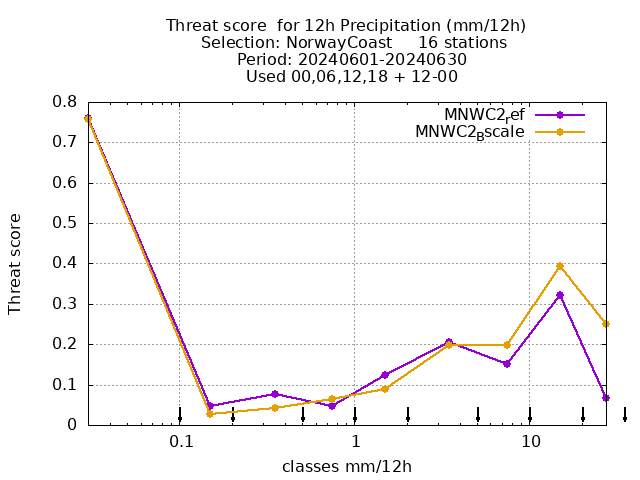 Threat score  for 12h Precipitation (mm/12h)
Selection: NorwayCoast     16 stations
Period: 20240601-20240630
Used 00,06,12,18 + 12-00
MNWC2ref
MNWC2Bscale
0.8
0.7
0.6
0.5
0.4
0.3
0.2
0.1
0
Threat score
0.1 1 10
classes mm/12h